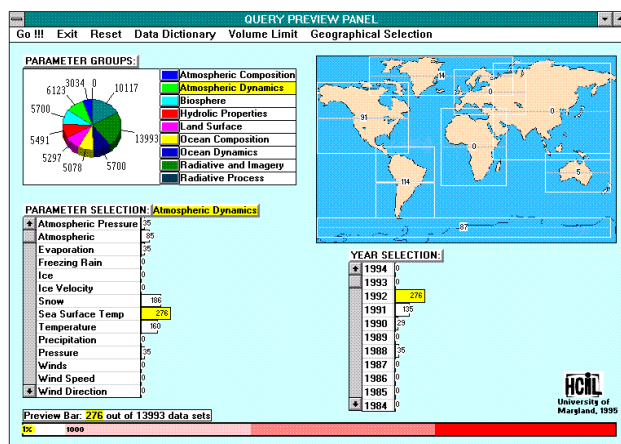 QUERY PREVIEW PANEL
Go !!! Exit Reset Data Dictionary Volume Limit Geographical Selection
PARAMETER GROUPS:
3034 0
6123 10117
5700
5491 13993
5297
5078 5700
Atmospheric Composition
Atmospheric Dynamics
Biosphere
Hydrolic Properties
Land Surface
Ocean Composition
Ocean Dynamics
Radiative and Imagery
Radiative Process
14
0
0
91
0
114
5
87
PARAMETER SELECTION: Atmospheric Dynamics
Atmospheric Pressure 35
Atmospheric 85
Evaporation 35
Freezing Rain 0
Ice 0
Ice Velocity 0
Snow 186
Sea Surface Temp 276
Temperature 160
Precipitation 0
Pressure 35
Winds 0
Wind Speed 0
Wind Direction 0
YEAR SELECTION:
1994 0
1993 0
1992 276
1991 135
1990 29
1989 0
1988 35
1987 0
1986 0
1985 0
1984 0
HCIL
University of
Maryland, 1995
Preview Bar: 276 out of 13993 data sets
1% 1000